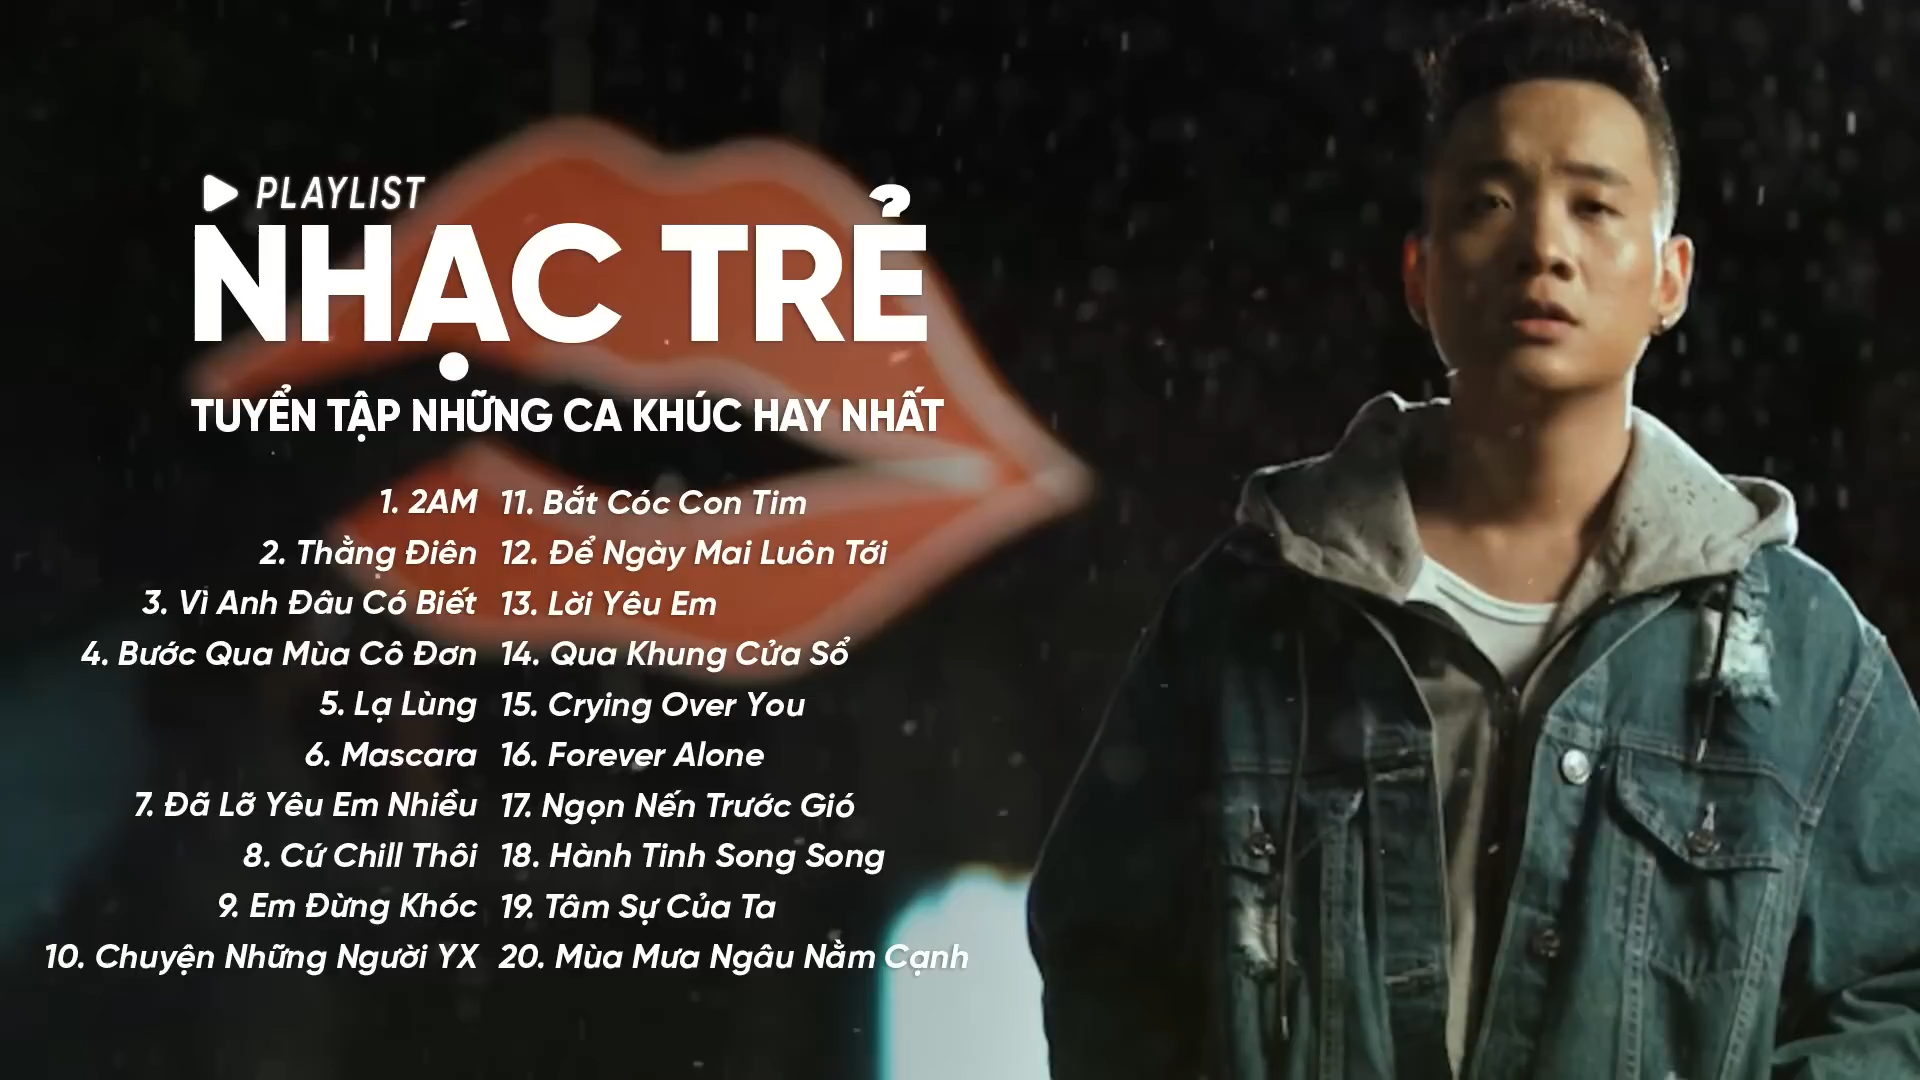 PLAYLIST
NHẠC TRẺ
TUYỂN TẬP NHỮNG CA KHÚC HAY NHẤT
1. 2AM
2. Thằng Điên
3. Vì Anh Đâu Có Biết
4. Bước Qua Mùa Cô Đơn
5. Lạ Lùng
6. Mascara
7. Đã Lỡ Yêu Em Nhiều
8. Cứ Chill Thôi
9. Em Đừng Khóc
10. Chuyện Những Người YX
11. Bắt Cóc Con Tim
12. Để Ngày Mai Luôn Tới
13. Lời Yêu Em
14. Qua Khung Cửa Sổ
15. Crying Over You
16. Forever Alone
17. Ngọn Nến Trước Gió
18. Hành Tinh Song Song
19. Tâm Sự Của Ta
20. Mùa Mưa Ngâu Nằm Cạnh